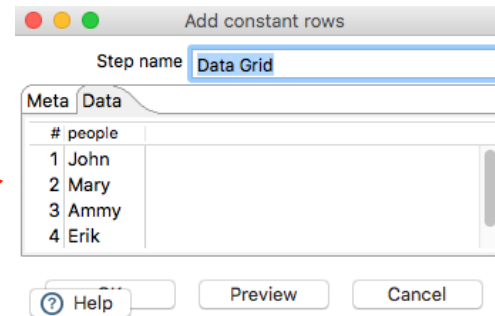 Add constant rows
Step name Data Grid
Meta Data
# people
1 John
2 Mary
3 Ammy
4 Erik
Help Preview Cancel